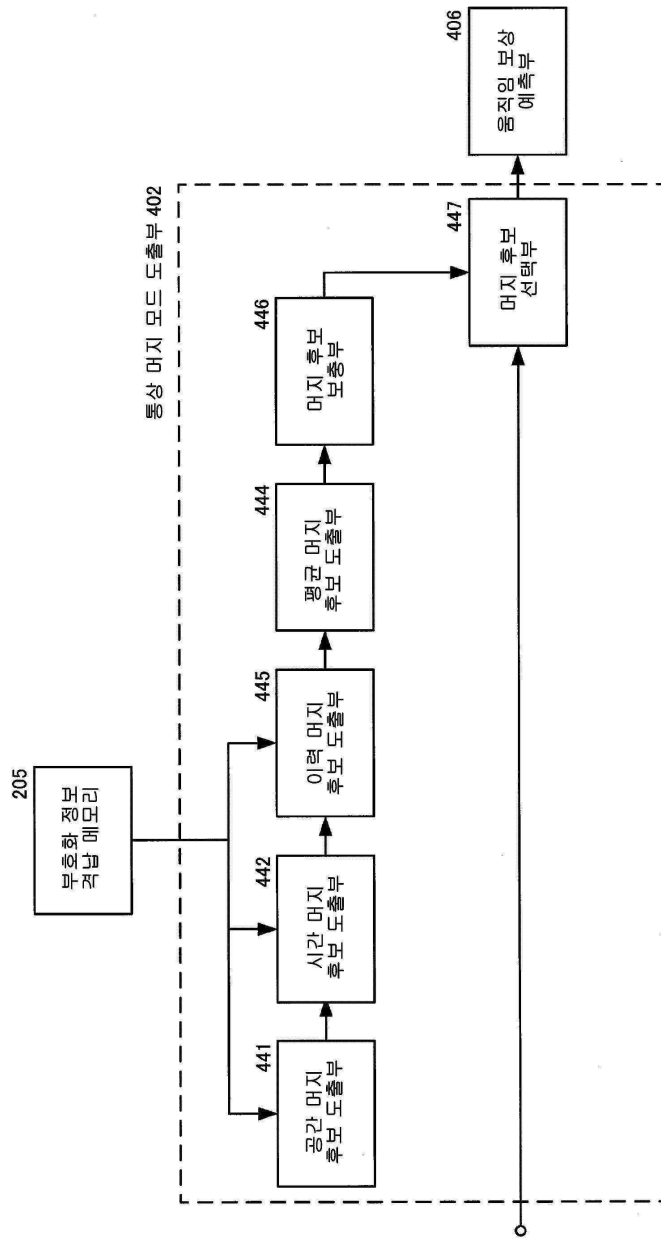 205
부호화 정보
격납 메모리
통상 머지 모드 도출부 402
441
공간 머지
후보 도출부
442
시간 머지
후보 도출부
445
이력 머지
후보 도출부
444
평균 머지
후보 도출부
446
머지 후보
보충부
447
머지 후보
선택부
406
움직임 보상
예측부